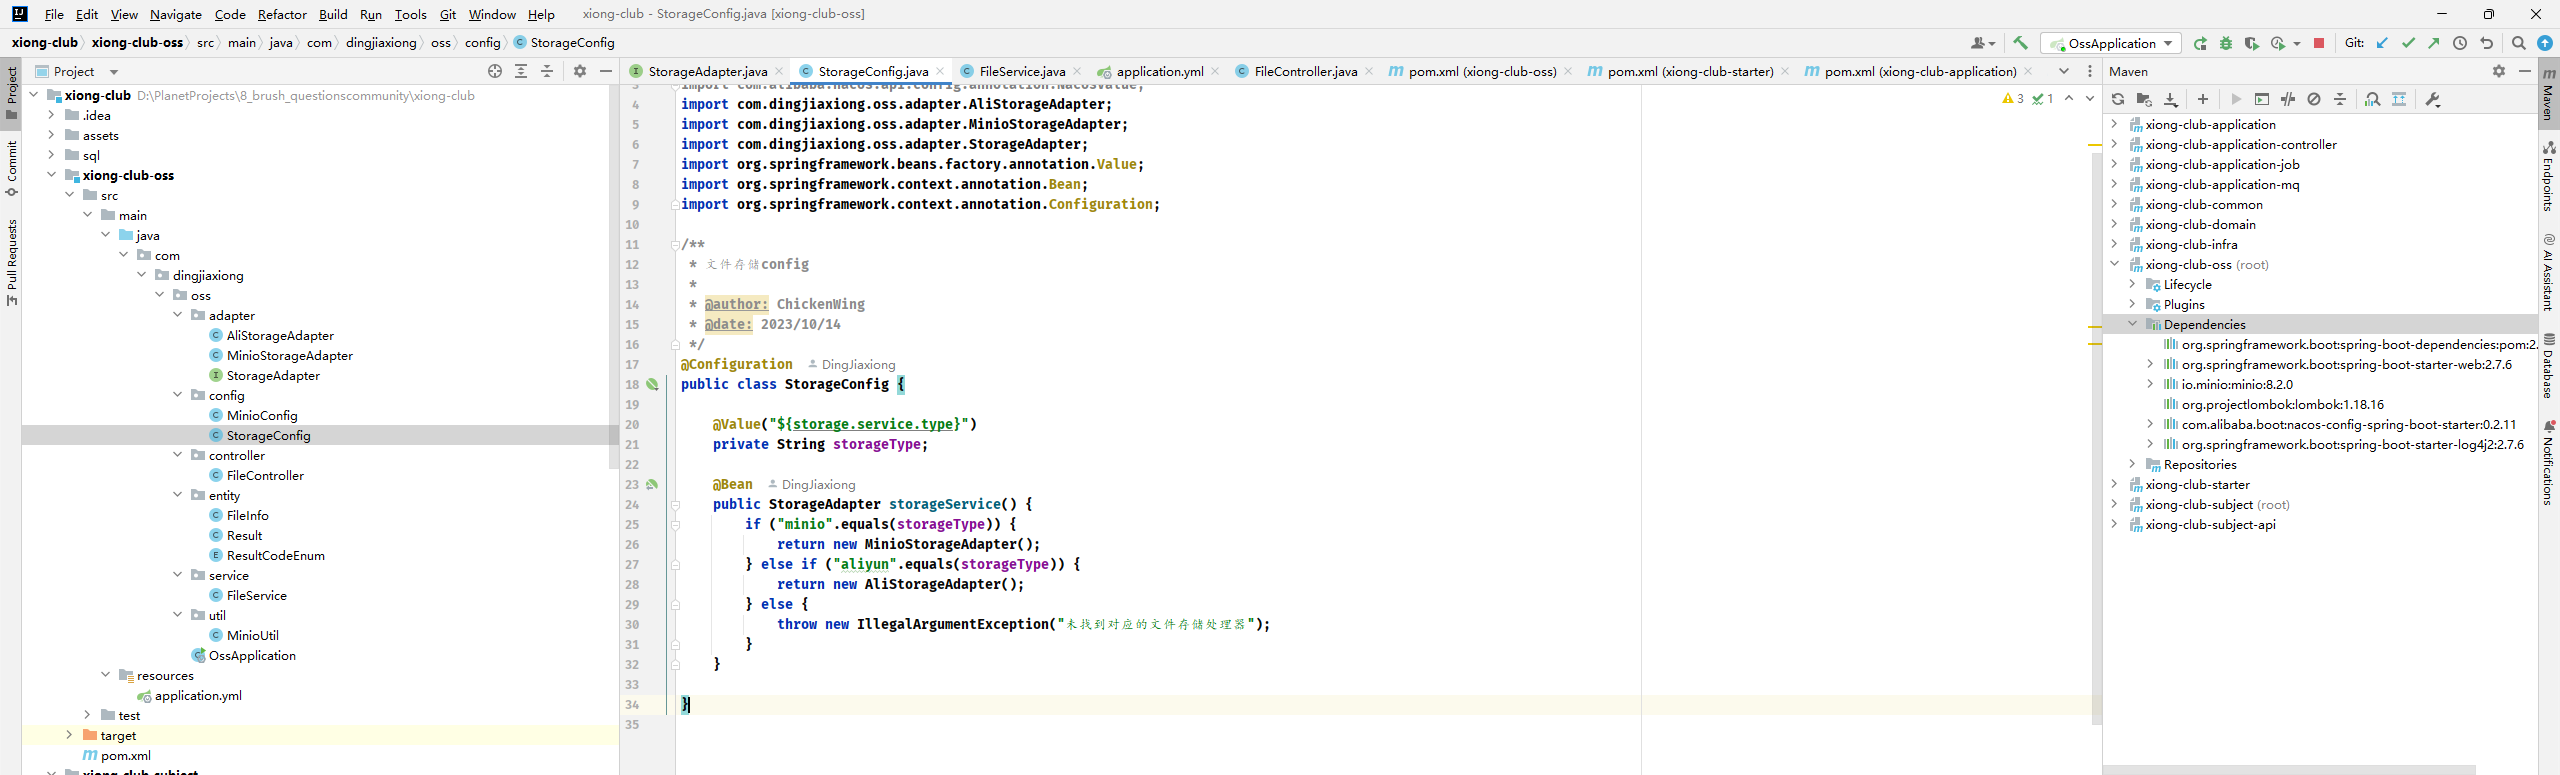 File Edit View Navigate Code Refactor Build Run Tools Git Window Help xiong-club - StorageConfig.java [xiong-club-oss]
xiong-club xiong-club-oss src main java com dingjiaxiong oss config StorageConfig OssApplication Git:
Project
StorageAdapter.java StorageConfig.java FileService.java application.yml FileController.java pom.xml (xiong-club-oss) pom.xml (xiong-club-starter) pom.xml (xiong-club-application)
Maven
Project
Commit
Pull Requests
xiong-club D:\PlanetProjects\8_brush_questionscommunity\xiong-club
.idea
assets
sql
xiong-club-oss
src
main
java
com
dingjiaxiong
oss
adapter
AliStorageAdapter
MinioStorageAdapter
StorageAdapter
config
MinioConfig
StorageConfig
controller
FileController
entity
FileInfo
Result
ResultCodeEnum
service
FileService
util
MinioUtil
OssApplication
resources
application.yml
test
target
pom.xml
xiong-club-subject
3 import com.alibaba.nacos.api.config.annotation.NacosValue;
3 1
4 import com.dingjiaxiong.oss.adapter.AliStorageAdapter;
5 import com.dingjiaxiong.oss.adapter.MinioStorageAdapter;
6 import com.dingjiaxiong.oss.adapter.StorageAdapter;
7 import org.springframework.beans.factory.annotation.Value;
8 import org.springframework.context.annotation.Bean;
9 import org.springframework.context.annotation.Configuration;
10
11 /**
12 * 文件存储config
13 *
14 * @author: ChickenWing
15 * @date: 2023/10/14
16 */
17 @Configuration DingJiaxiong
18 public class StorageConfig {
19
20 @Value("${storage.service.type}")
21 private String storageType;
22
23 @Bean DingJiaxiong
24 public StorageAdapter storageService() {
25 if ("minio".equals(storageType)) {
26 return new MinioStorageAdapter();
27 } else if ("aliyun".equals(storageType)) {
28 return new AliStorageAdapter();
29 } else {
30 throw new IllegalArgumentException("未找到对应的文件存储处理器");
31 }
32 }
33
34 }
35
xiong-club-application
xiong-club-application-controller
xiong-club-application-job
xiong-club-application-mq
xiong-club-common
xiong-club-domain
xiong-club-infra
xiong-club-oss (root)
Lifecycle
Plugins
Dependencies
org.springframework.boot:spring-boot-dependencies:pom:2.
org.springframework.boot:spring-boot-starter-web:2.7.6
io.minio:minio:8.2.0
org.projectlombok:lombok:1.18.16
com.alibaba.boot:nacos-config-spring-boot-starter:0.2.11
org.springframework.boot:spring-boot-starter-log4j2:2.7.6
Repositories
xiong-club-starter
xiong-club-subject (root)
xiong-club-subject-api
Maven
Endpoints
AI Assistant
Database
Notifications